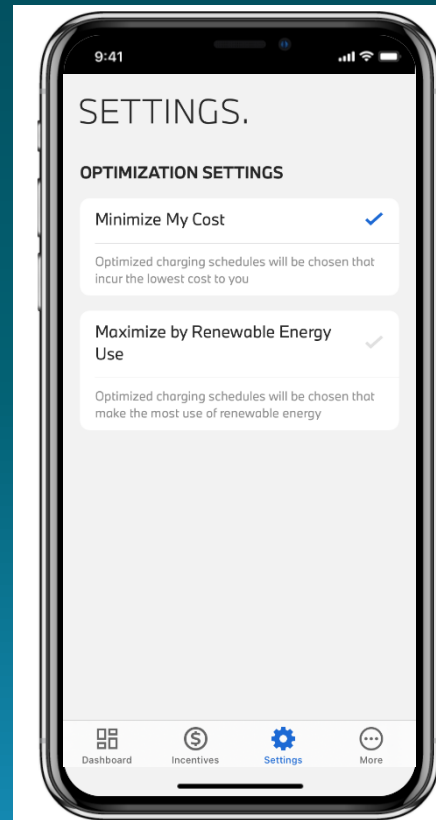 9:41
SETTINGS.
OPTIMIZATION SETTINGS
Minimize My Cost
Optimized charging schedules will be chosen that
incur the lowest cost to you
Maximize by Renewable Energy
Use
Optimized charging schedules will be chosen that
make the most use of renewable energy
Dashboard
Incentives
Settings
More